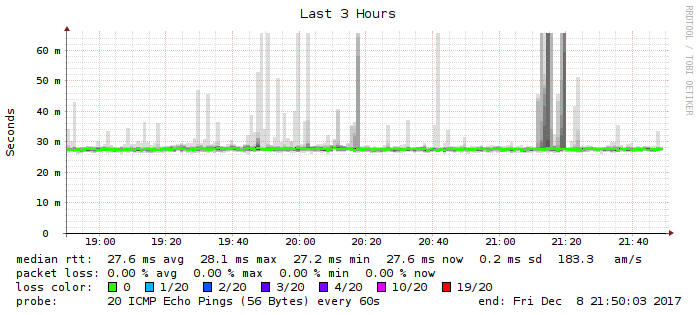 Last 3 Hours
RRDTOOL / TOBI OETIKER
Seconds
60 m
50 m
40 m
30 m
20 m
10 m
0
19:00 19:20 19:40 20:00 20:20 20:40 21:00 21:20 21:40
median rtt: 27.6 ms avg 28.1 ms max 27.2 ms min 27.6 ms now 0.2 ms sd 183.3 am/s
packet loss: 0.00 % avg 0.00 % max 0.00 % min 0.00 % now
loss color: 0 1/20 2/20 3/20 4/20 10/20 19/20
probe: 20 ICMP Echo Pings (56 Bytes) every 60s end: Fri Dec 8 21:50:03 2017